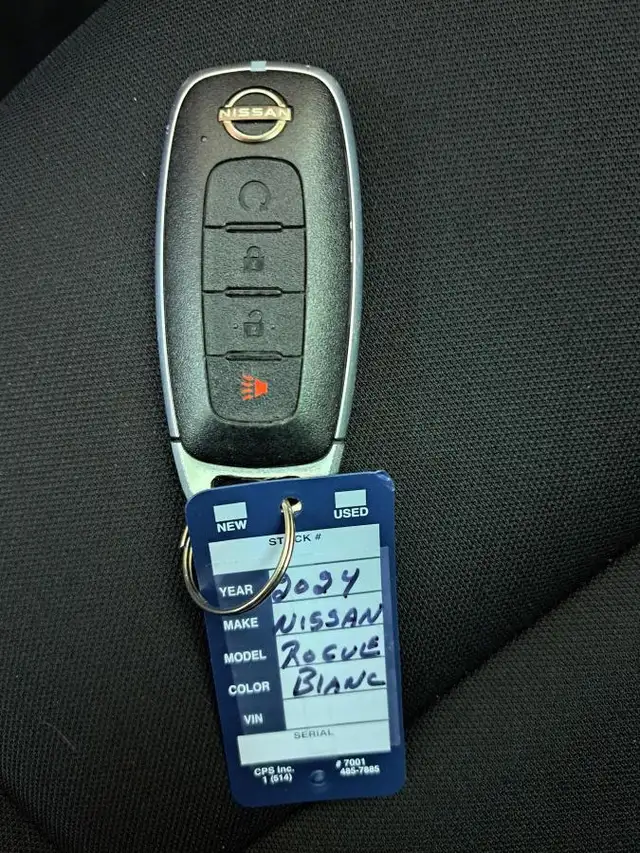 NISSAN
NEW USED
STOCK #
YEAR 2024
MAKE NISSAN
MODEL ROGUE
COLOR BLANC
VIN
SERIAL
CPS Inc. # 7001
1 (514) 485-7885